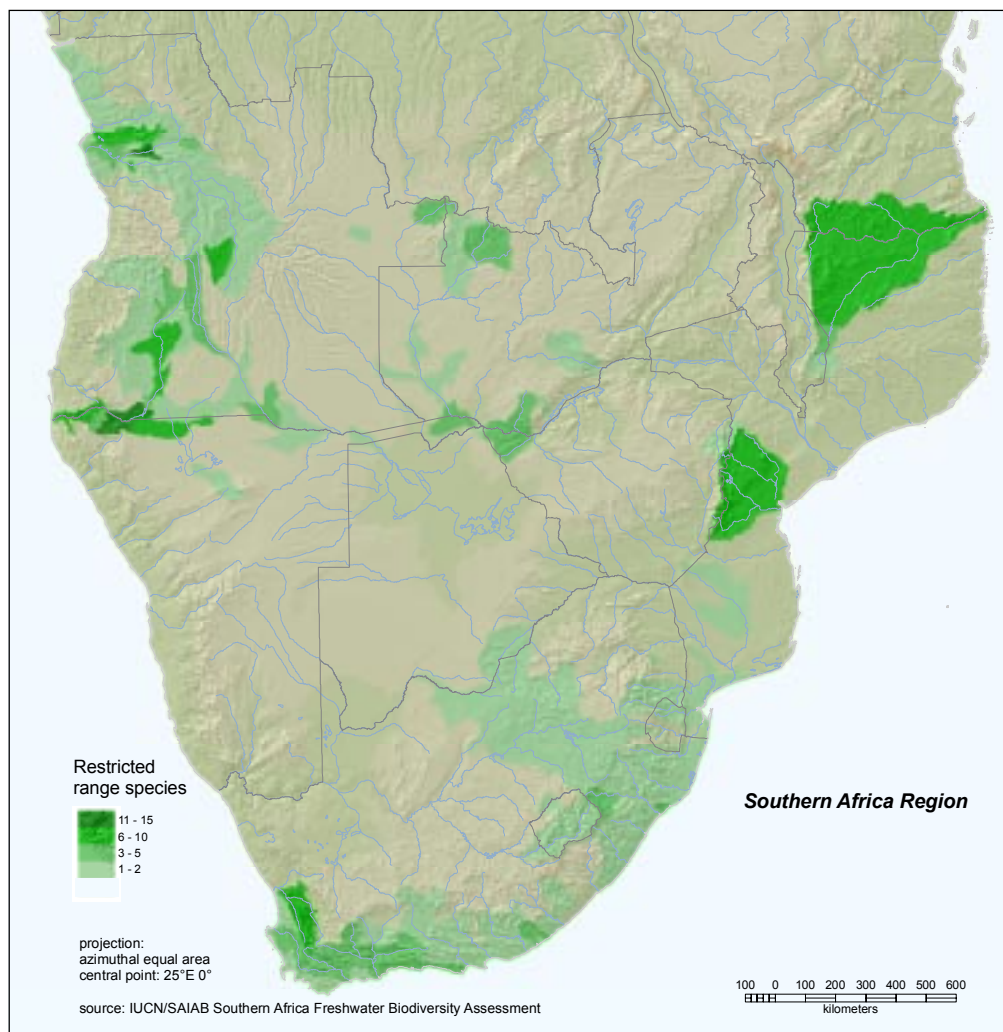 Restricted
range species
11 - 15
6 - 10
3 - 5
1 - 2
Southern Africa Region
projection:
azimuthal equal area
central point: 25°E 0°
source: IUCN/SAIAB Southern Africa Freshwater Biodiversity Assessment
100 0 100 200 300 400 500 600
kilometers